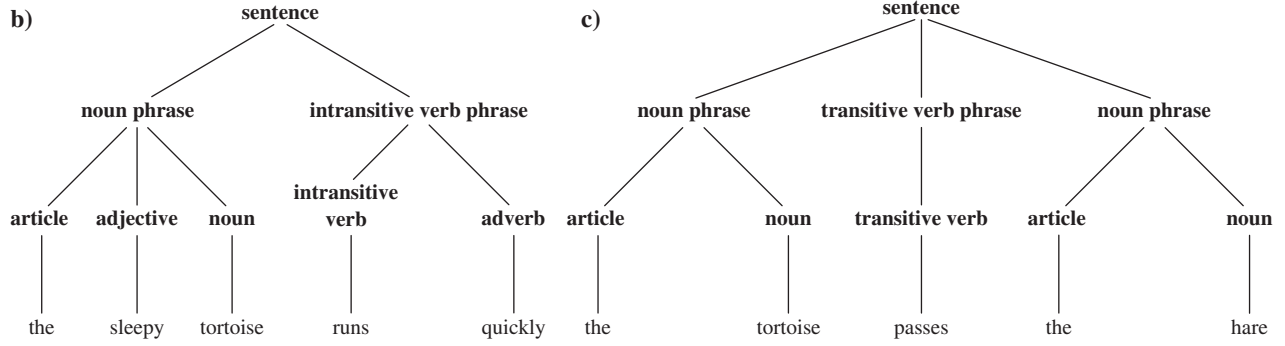 b)
sentence
noun phrase intransitive verb phrase
intransitive
verb
article adjective noun adverb
the sleepy tortoise runs quickly
c)
sentence
noun phrase transitive verb phrase noun phrase
article noun transitive verb article noun
the tortoise passes the hare